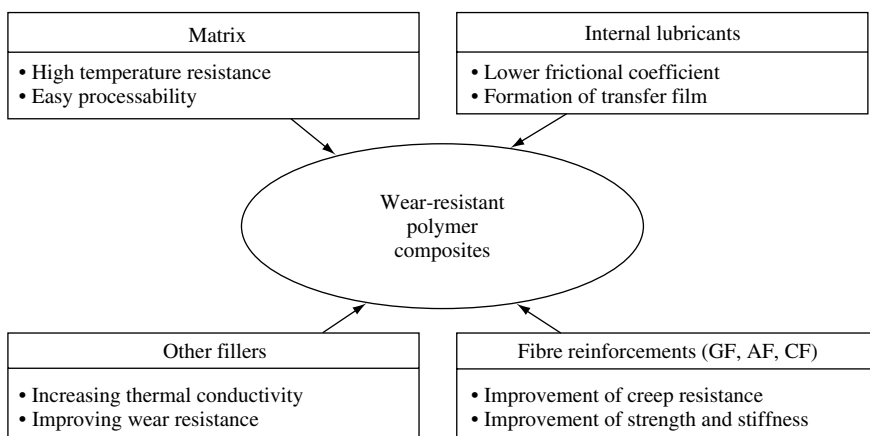 Matrix
• High temperature resistance
• Easy processability
Internal lubricants
• Lower frictional coefficient
• Formation of transfer film
Wear-resistant
polymer
composites
Other fillers
• Increasing thermal conductivity
• Improving wear resistance
Fibre reinforcements (GF, AF, CF)
• Improvement of creep resistance
• Improvement of strength and stiffness